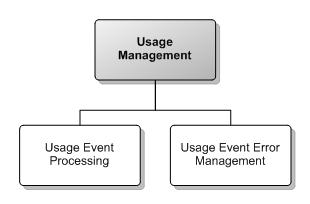 Usage
Management
Usage Event
Processing
Usage Event Error
Management